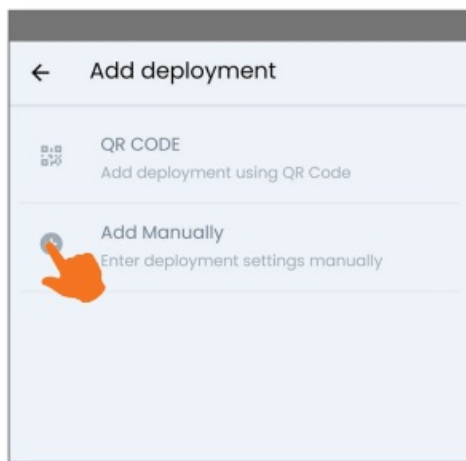 Add deployment
QR CODE
Add deployment using QR Code
Add Manually
Enter deployment settings manually